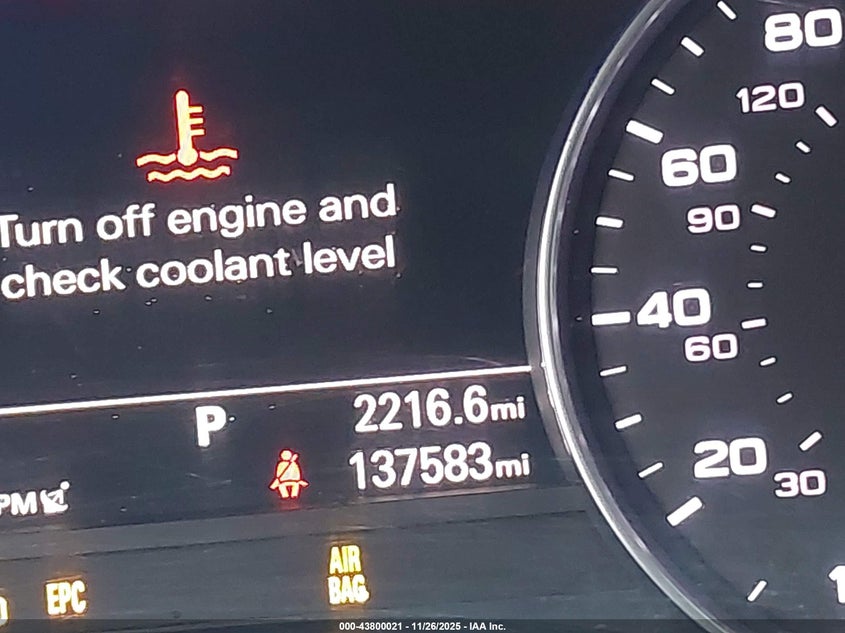 Turn off engine and
check coolant level
P
2216.6mi
137583mi
PM
EPC
AIR
BAG
80
120
60
90
40
60
20
30
000-43800021 - 11/26/2025 - IAA Inc.